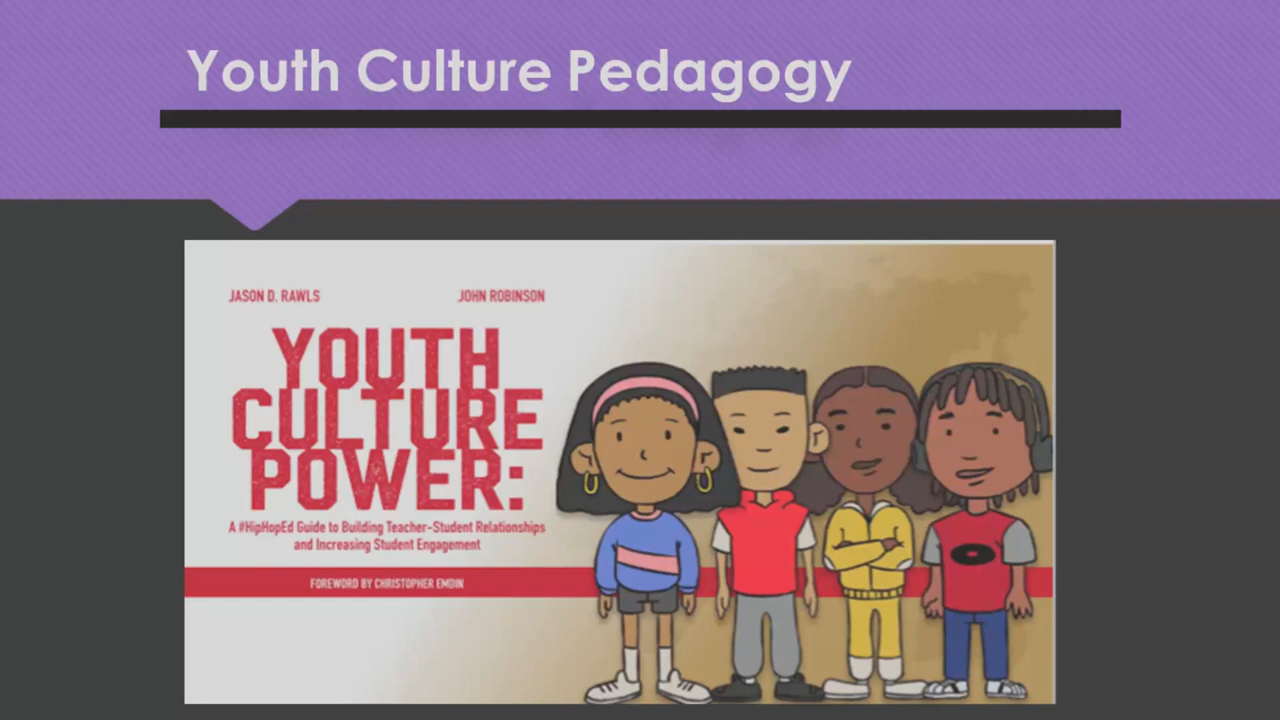 Youth Culture Pedagogy
JASON D. RAWLS
JOHN ROBINSON
YOUTH
CULTURE
POWER:
A #HipHopEd Guide to Building Teacher-Student Relationships
and Increasing Student Engagement
FOREWORD BY CHRISTOPHER EMDIN